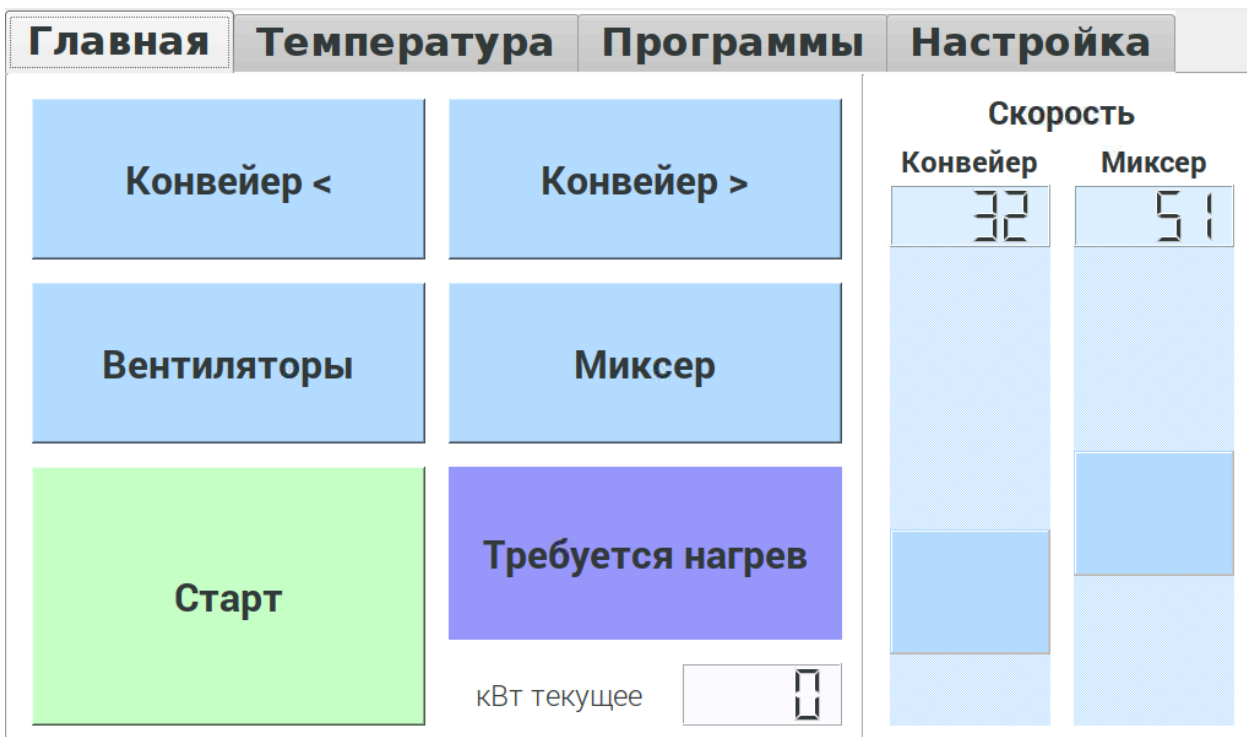 Главная Температура Программы Настройка
Конвейер < Конвейер >
Вентиляторы Миксер
Старт
Требуется нагрев
кВт текущее 0
Скорость
Конвейер Миксер
32 51